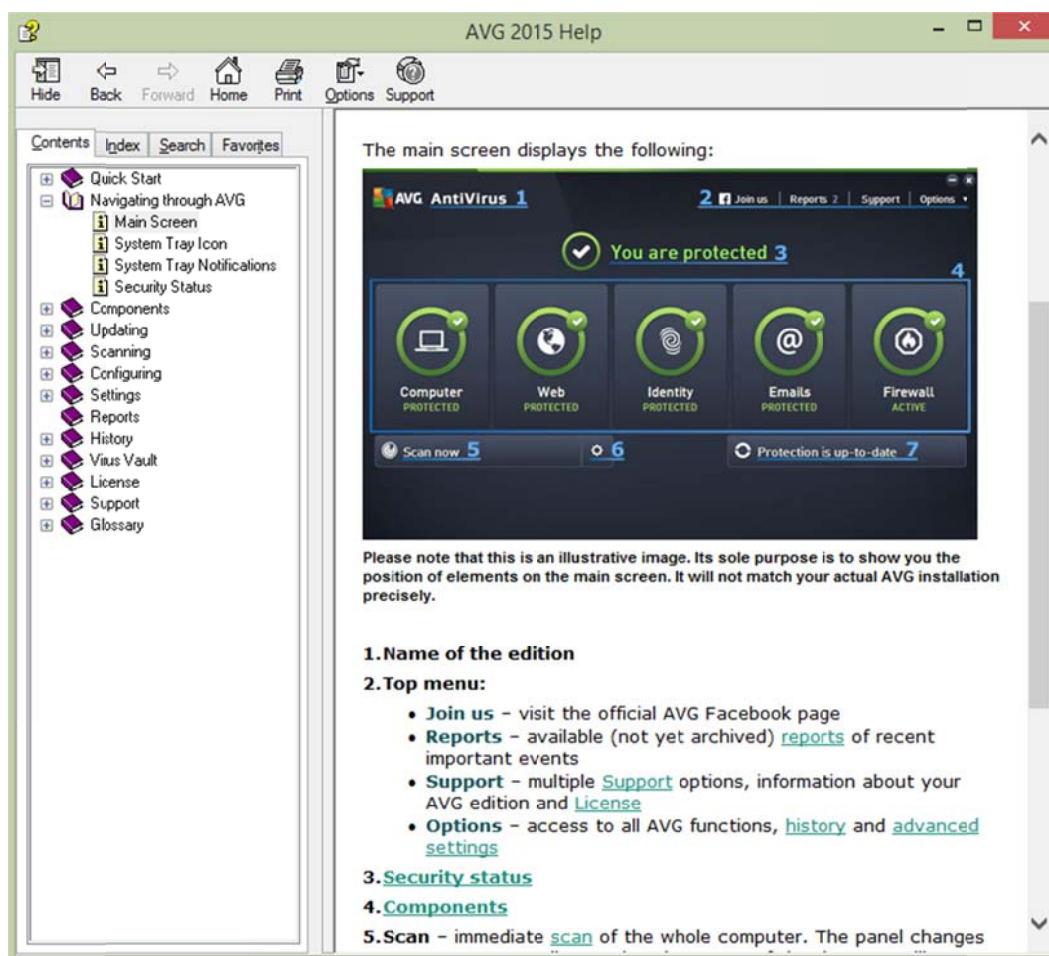 AVG 2015 Help
Hide Back Forward Home Print Options Support
Contents Index Search Favorites
Quick Start
Navigating through AVG
Main Screen
System Tray Icon
System Tray Notifications
Security Status
Components
Updating
Scanning
Configuring
Settings
Reports
History
Virus Vault
License
Support
Glossary
The main screen displays the following:
AVG AntiVirus 1
2 Join us | Reports 2 | Support | Options
You are protected 3
4
Computer Web Identity Emails Firewall
PROTECTED PROTECTED PROTECTED PROTECTED ACTIVE
Scan now 5 6 Protection is up-to-date 7
Please note that this is an illustrative image. Its sole purpose is to show you the
position of elements on the main screen. It will not match your actual AVG installation
precisely.
1. Name of the edition
2. Top menu:
• Join us – visit the official AVG Facebook page
• Reports – available (not yet archived) reports of recent
important events
• Support – multiple Support options, information about your
AVG edition and License
• Options – access to all AVG functions, history and advanced
settings
3. Security status
4. Components
5. Scan – immediate scan of the whole computer. The panel changes